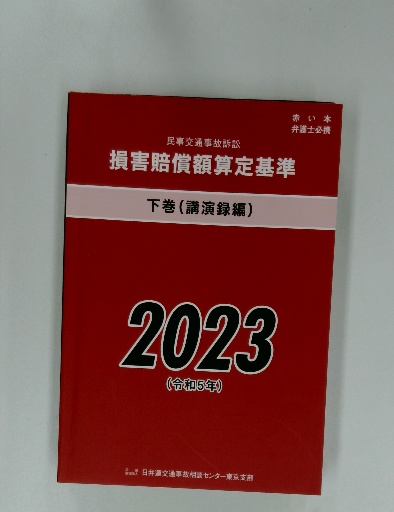 赤い本
弁護士必携
民事交通事故訴訟
損害賠償額算定基準
下巻(講演録編)
2023
(令和5年)
日弁連交通事故相談センター東京支部